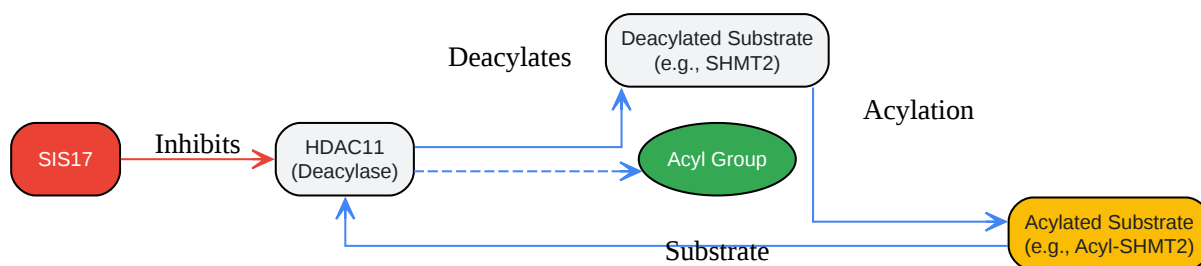 Deacylates
Deacylated Substrate
(e.g., SHMT2)
Acylation
SIS17
Inhibits
HDAC11
(Deacylase)
Acyl Group
Substrate
Acylated Substrate
(e.g., Acyl-SHMT2)